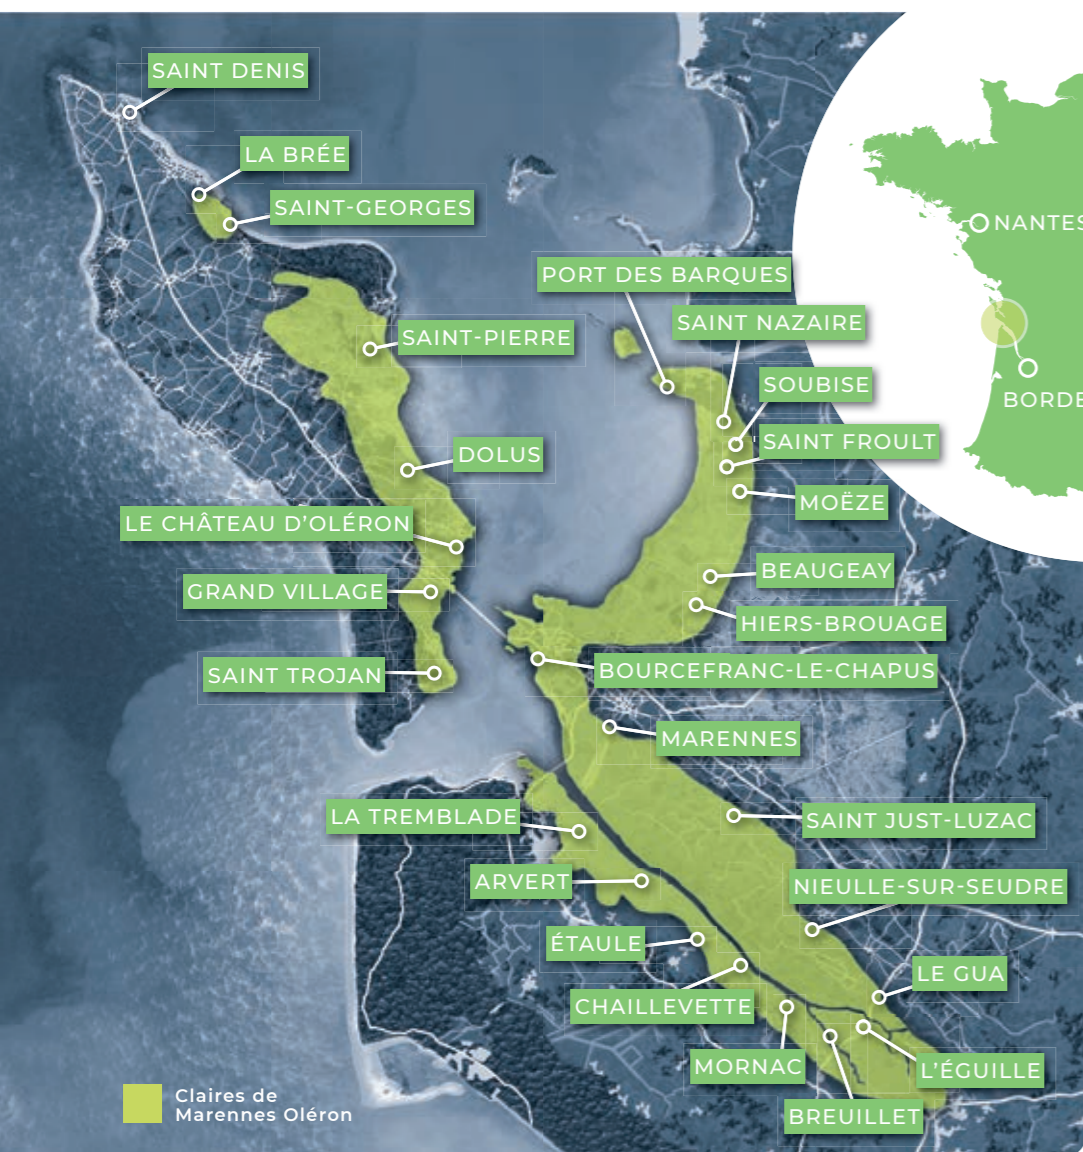 SAINT DENIS
LA BRÉE
SAINT-GEORGES
NANTES
PORT DES BARQUES
SAINT NAZAIRE
SAINT-PIERRE
SOUBISE
BORDE
SAINT FROULT
DOLUS
MOËZE
LE CHÂTEAU D'OLÉRON
BEAUGEAY
GRAND VILLAGE
HIERS-BROUAGE
BOURCEFRANC-LE-CHAPUS
SAINT TROJAN
MARENNES
LA TREMBLADE
SAINT JUST-LUZAC
ARVERT
NIEULLE-SUR-SEUDRE
ÉTAULE
LE GUA
CHAILLEVETTE
MORNAC
L'ÉGUILLE
BREUILLET
Claires de
Marennes Oléron